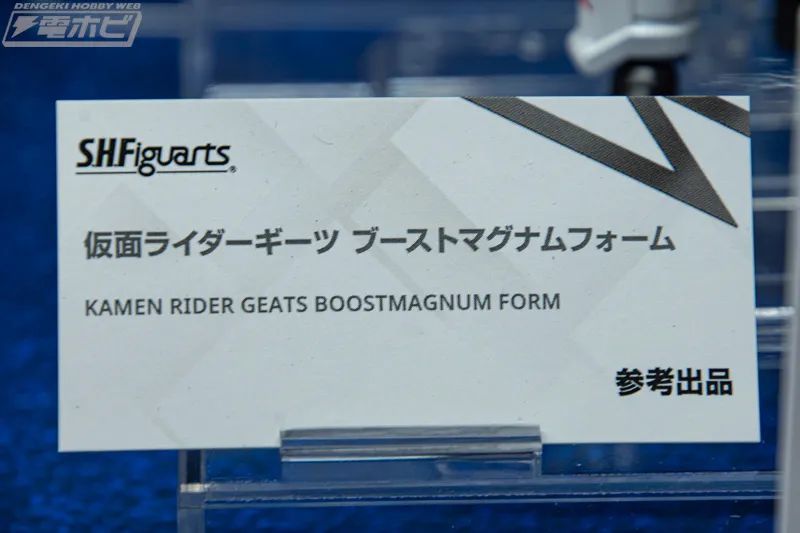 DENGEKI HOBBY WEB
電ホビ
S.H.Figuarts®
仮面ライダーギーツ ブーストマグナムフォーム
KAMEN RIDER GEATS BOOSTMAGNUM FORM
参考出品